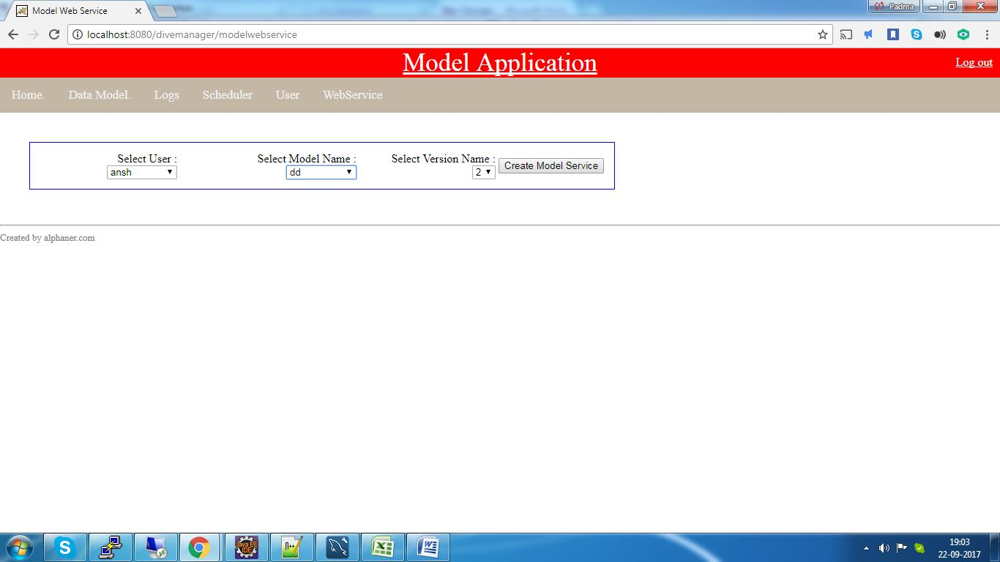 Model Web Service
Padma
localhost:8080/divemanager/modelwebservice
Model Application
Log out
Home. Data Model. Logs Scheduler User WebService
Select User : Select Model Name : Select Version Name :
ansh dd 2 Create Model Service
Created by alphaner.com
Java EE
IDE
19:03
22-09-2017